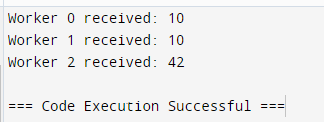 Worker 0 received: 10
Worker 1 received: 10
Worker 2 received: 42
=== Code Execution Successful ===